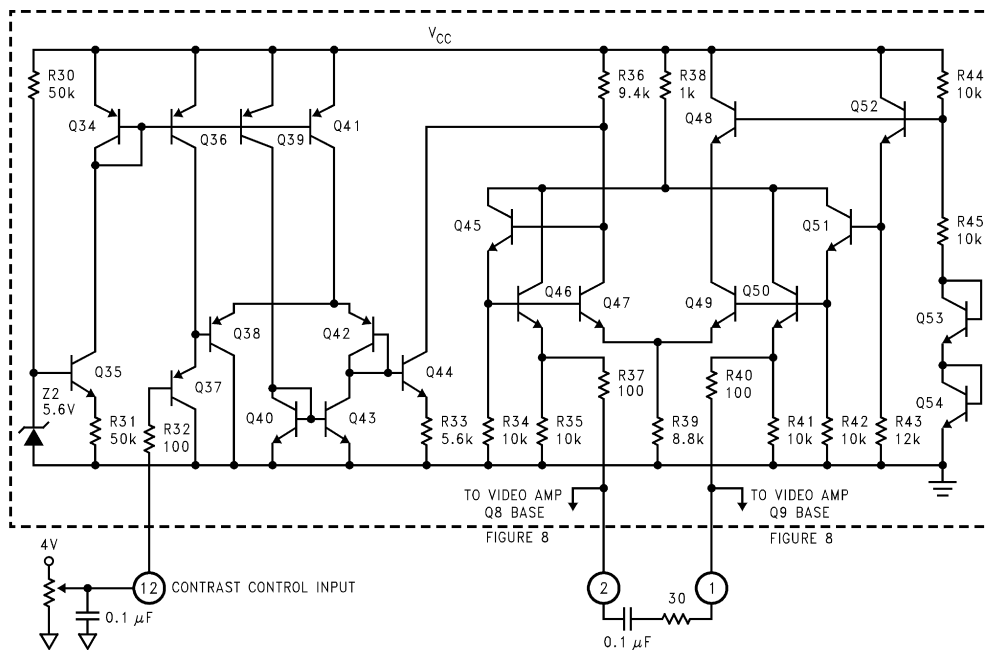 VCC
R30
50k
Q34
Q36
Q39
Q41
R36
9.4k
R38
1k
Q48
Q52
R44
10k
Q45
Q51
R45
10k
Q46
Q47
Q49
Q50
Q38
Q42
Q53
Q35
Q37
Q44
Z2
5.6V
R31
50k
R32
100
Q40
Q43
R33
5.6k
R34
10k
R35
10k
R37
100
R39
8.8k
R40
100
R41
10k
R42
10k
R43
12k
Q54
TO VIDEO AMP
Q8 BASE
FIGURE 8
TO VIDEO AMP
Q9 BASE
FIGURE 8
4V
12
CONTRAST CONTROL INPUT
0.1 μF
2
1
30
0.1 μF